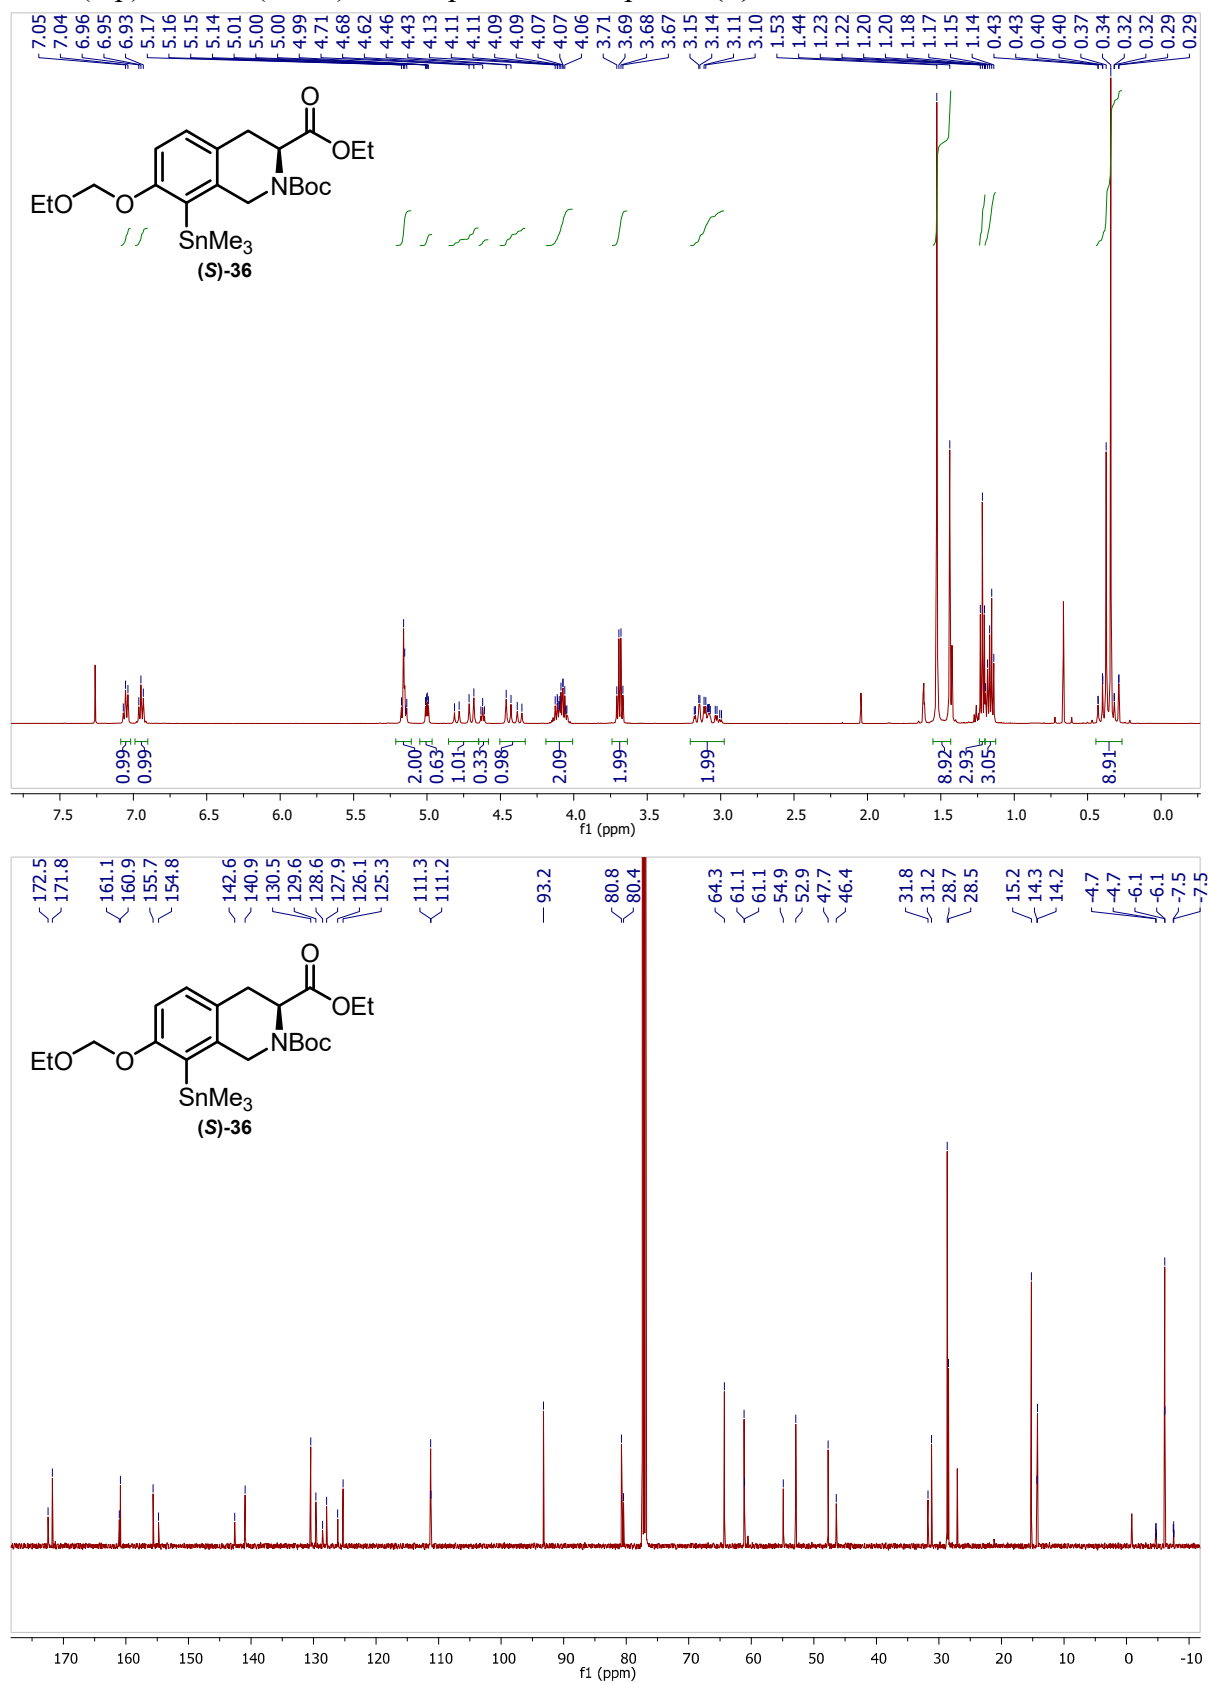 7.05 7.04 6.96 6.95 6.93 5.17 5.16 5.15 5.14 5.01 5.00 5.00 4.99 4.71 4.68 4.62 4.46 4.43 4.13 4.11 4.11 4.09 4.09 4.07 4.07 4.06 3.71 3.69 3.68 3.67 3.15 3.14 3.11 3.10 1.53 1.44 1.23 1.22 1.20 1.20 1.18 1.17 1.15 1.14 0.43 0.43 0.40 0.40 0.37 0.34 0.32 0.32 0.29 0.29
O
OEt
NBoc
EtO O
SnMe3
(S)-36
0.99 0.99 2.00 0.63 1.01 0.33 0.98 2.09 1.99 1.99 8.92 2.93 3.05 8.91
7.5 7.0 6.5 6.0 5.5 5.0 4.5 4.0 3.5 3.0 2.5 2.0 1.5 1.0 0.5 0.0
f1 (ppm)
172.5 171.8 161.1 160.9 155.7 154.8 142.6 140.9 130.5 129.6 128.6 127.9 126.1 125.3 111.3 111.2 93.2 80.8 80.4 64.3 61.1 61.1 54.9 52.9 47.7 46.4 31.8 31.2 28.7 28.5 15.2 14.3 14.2 -4.7 -4.7 -6.1 -6.1 -7.5 -7.5
O
OEt
NBoc
EtO O
SnMe3
(S)-36
170 160 150 140 130 120 110 100 90 80 70 60 50 40 30 20 10 0 -10
f1 (ppm)